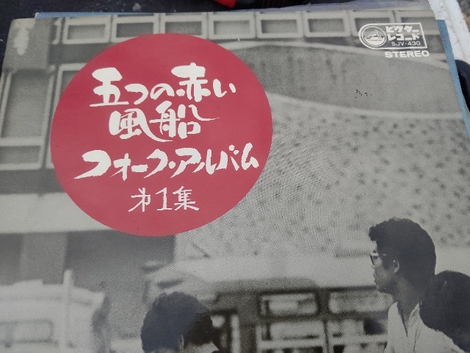 五つの赤い
風船
フォーク・アルバム
第1集
ビクター
レコード
SJV-430
STEREO